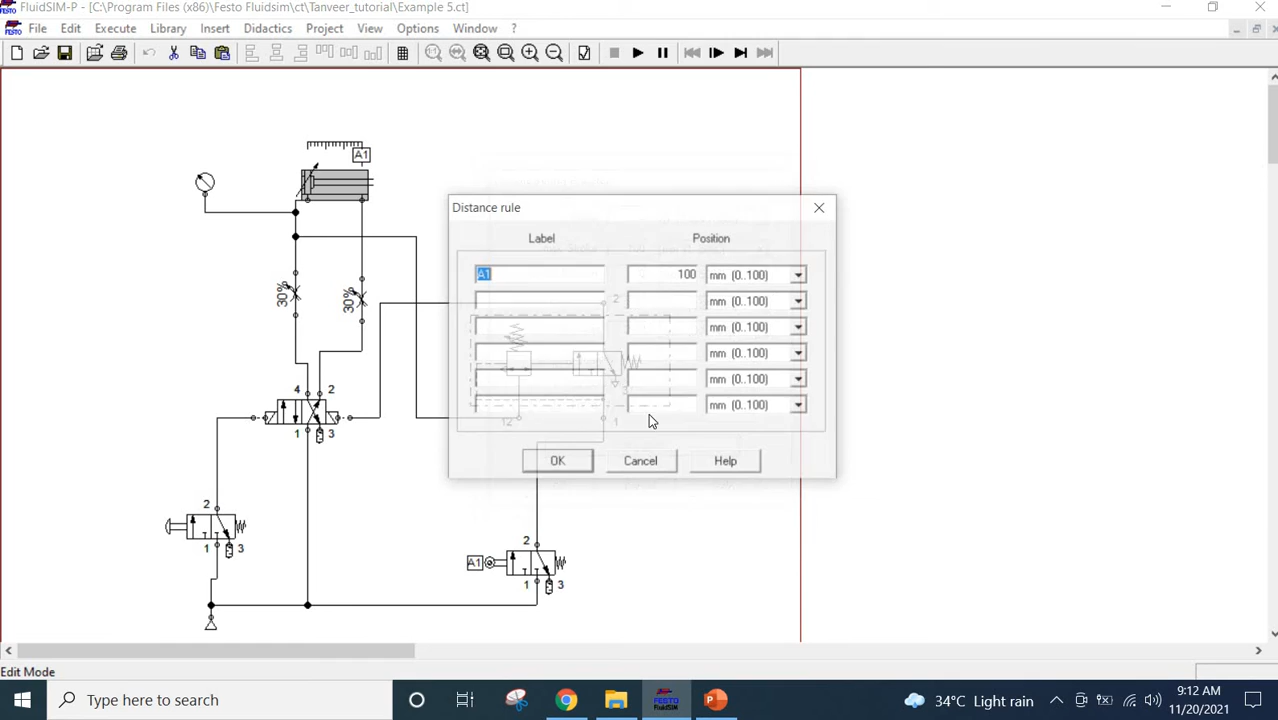 FluidSIM-P - [C:\Program Files (x86)\Festo Fluidsim\ct\Tanveer_tutorial\Example 5.ct]
File Edit Execute Library Insert Didactics Project View Options Window ?
A1
Distance rule
Label Position
A1 100 mm (0..100)
mm (0..100)
mm (0..100)
mm (0..100)
mm (0..100)
mm (0..100)
OK Cancel Help
30% 30%
2
12 1
4 2
1 3
2
1 3
2
A1
1 3
Edit Mode
Type here to search
34°C Light rain
9:12 AM
11/20/2021